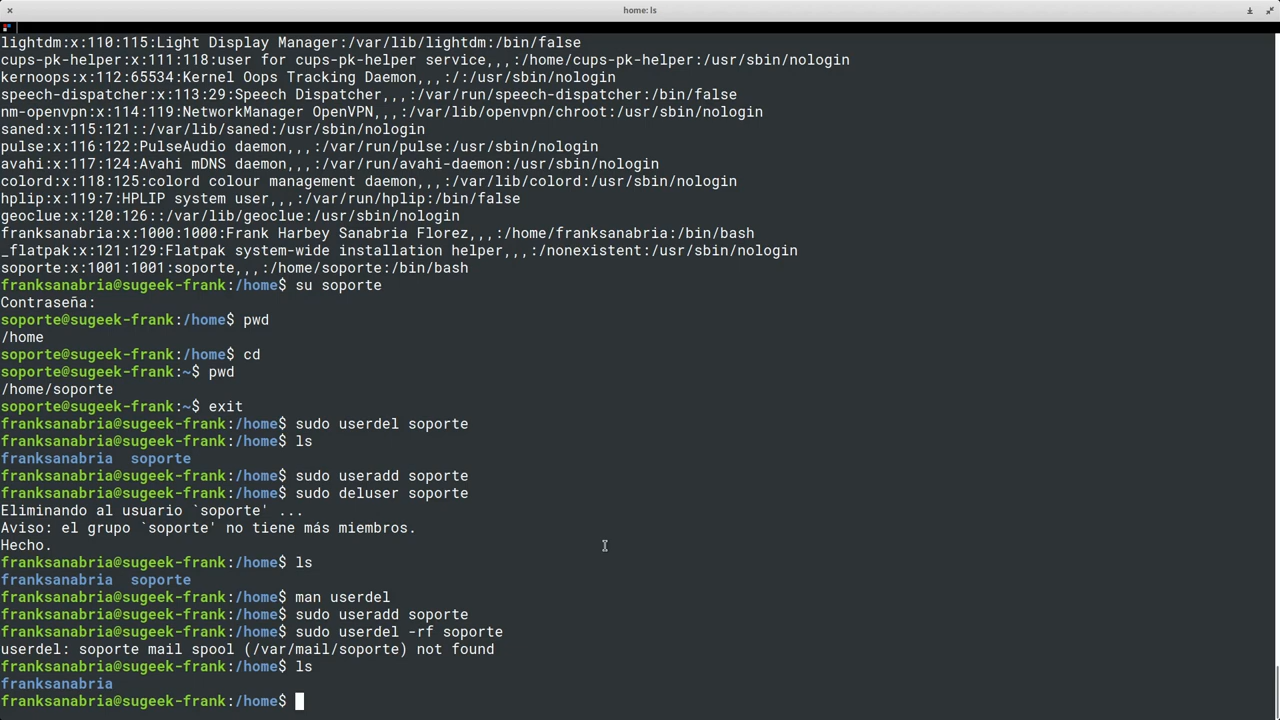 home: ls
lightdm:x:110:115:Light Display Manager:/var/lib/lightdm:/bin/false
cups-pk-helper:x:111:118:user for cups-pk-helper service,,,:/home/cups-pk-helper:/usr/sbin/nologin
kernoops:x:112:65534:Kernel Oops Tracking Daemon,,,:/:/usr/sbin/nologin
speech-dispatcher:x:113:29:Speech Dispatcher,,,:/var/run/speech-dispatcher:/bin/false
nm-openvpn:x:114:119:NetworkManager OpenVPN,,,:/var/lib/openvpn/chroot:/usr/sbin/nologin
saned:x:115:121::/var/lib/saned:/usr/sbin/nologin
pulse:x:116:122:PulseAudio daemon,,,:/var/run/pulse:/usr/sbin/nologin
avahi:x:117:124:Avahi mDNS daemon,,,:/var/run/avahi-daemon:/usr/sbin/nologin
colord:x:118:125:colord colour management daemon,,,:/var/lib/colord:/usr/sbin/nologin
hplip:x:119:7:HPLIP system user,,,:/var/run/hplip:/bin/false
geoclue:x:120:126::/var/lib/geoclue:/usr/sbin/nologin
franksanabria:x:1000:1000:Frank Harbey Sanabria Florez,,,:/home/franksanabria:/bin/bash
_flatpak:x:121:129:Flatpak system-wide installation helper,,,:/nonexistent:/usr/sbin/nologin
soporte:x:1001:1001:soporte,,,:/home/soporte:/bin/bash
franksanabria@sugeek-frank:/home$ su soporte
Contraseña:
soporte@sugeek-frank:/home$ pwd
/home
soporte@sugeek-frank:/home$ cd
soporte@sugeek-frank:~$ pwd
/home/soporte
soporte@sugeek-frank:~$ exit
franksanabria@sugeek-frank:/home$ sudo userdel soporte
franksanabria@sugeek-frank:/home$ ls
franksanabria  soporte
franksanabria@sugeek-frank:/home$ sudo useradd soporte
franksanabria@sugeek-frank:/home$ sudo deluser soporte
Eliminando al usuario `soporte' ...
Aviso: el grupo `soporte' no tiene más miembros.
Hecho.
franksanabria@sugeek-frank:/home$ ls
franksanabria  soporte
franksanabria@sugeek-frank:/home$ man userdel
franksanabria@sugeek-frank:/home$ sudo useradd soporte
franksanabria@sugeek-frank:/home$ sudo userdel -rf soporte
userdel: soporte mail spool (/var/mail/soporte) not found
franksanabria@sugeek-frank:/home$ ls
franksanabria
franksanabria@sugeek-frank:/home$